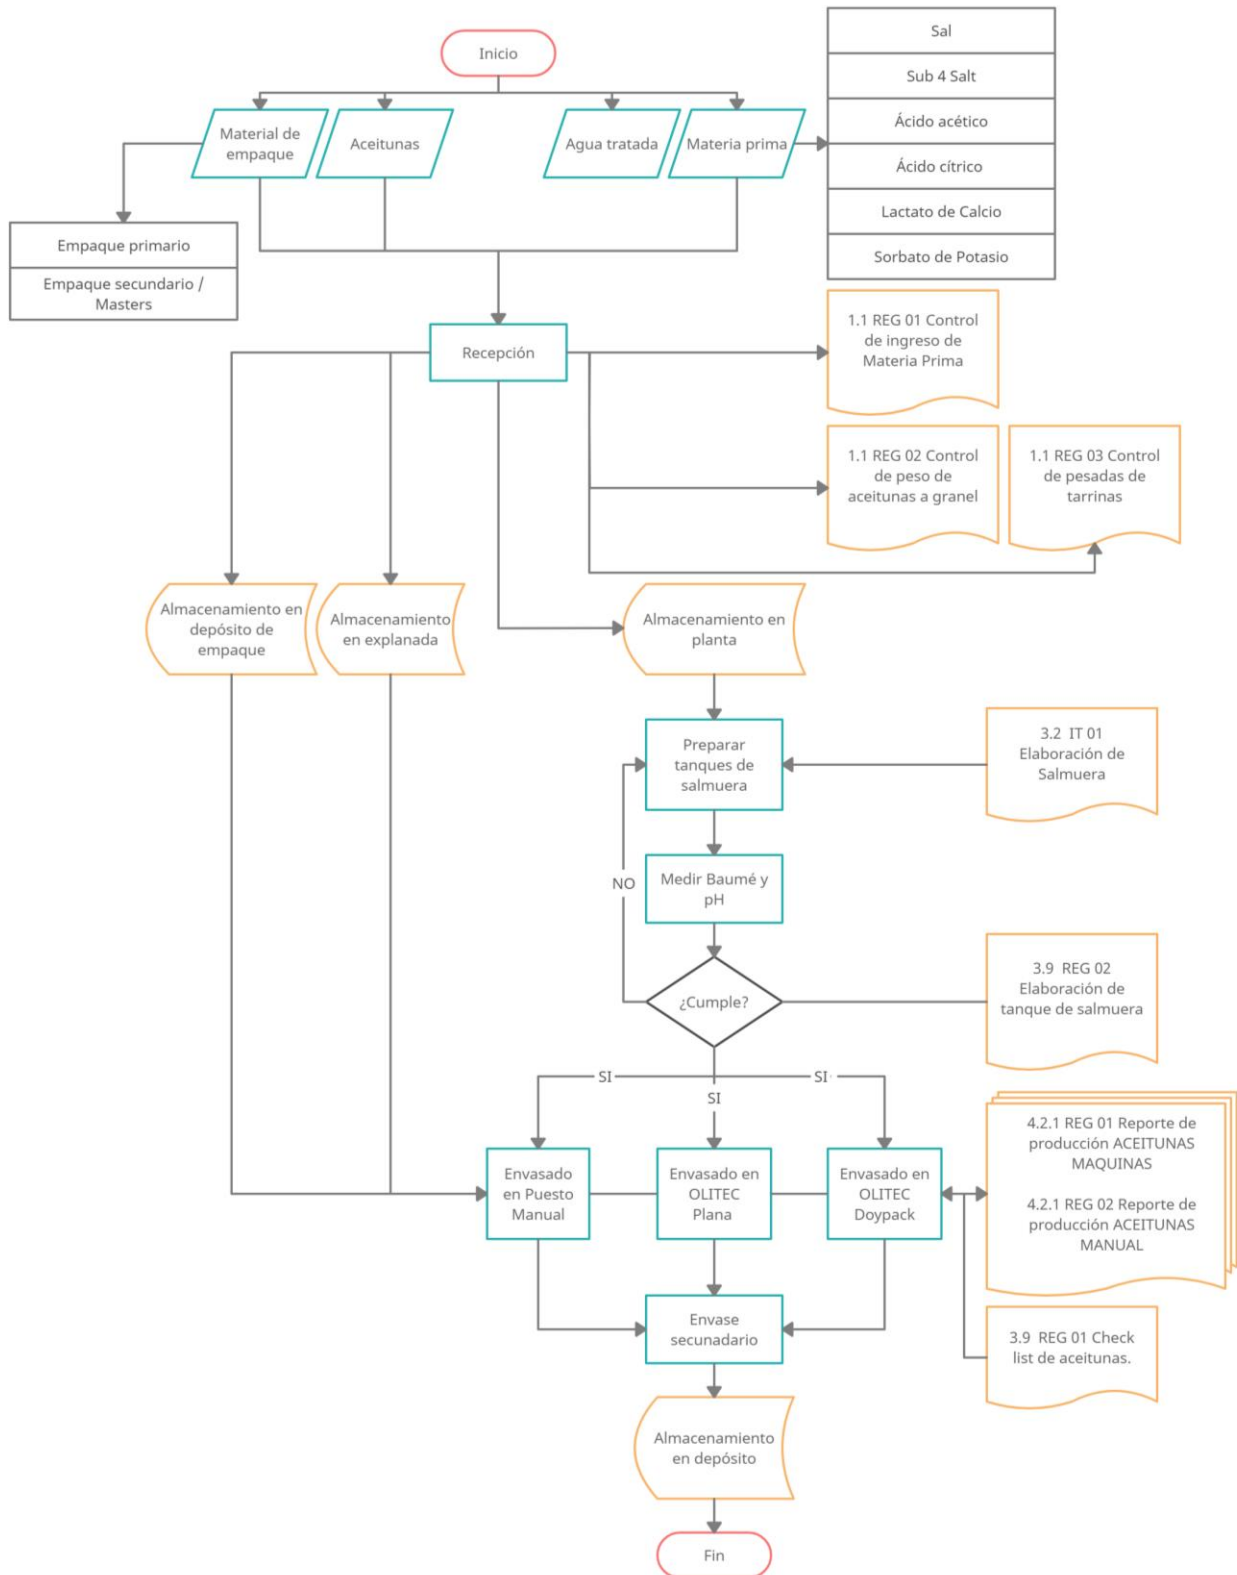 Inicio
Sal
Sub 4 Salt
Ácido acético
Ácido cítrico
Lactato de Calcio
Sorbato de Potasio
Material de
empaque
Aceitunas
Agua tratada
Materia prima
Empaque primario
Empaque secundario /
Masters
Recepción
1.1 REG 01 Control
de ingreso de
Materia Prima
1.1 REG 02 Control
de peso de
aceitunas a granel
1.1 REG 03 Control
de pesadas de
tarrinas
Almacenamiento en
depósito de
empaque
Almacenamiento
en explanada
Almacenamiento en
planta
Preparar
tanques de
salmuera
3.2 IT 01
Elaboración de
Salmuera
Medir Baumé y
pH
NO
¿Cumple?
3.9 REG 02
Elaboración de
tanque de salmuera
SI
SI
SI
Envasado
en Puesto
Manual
Envasado en
OLITEC
Plana
Envasado en
OLITEC
Doypack
4.2.1 REG 01 Reporte de
producción ACEITUNAS
MAQUINAS
4.2.1 REG 02 Reporte de
producción ACEITUNAS
MANUAL
Envase
secunadario
3.9 REG 01 Check
list de aceitunas.
Almacenamiento
en depósito
Fin